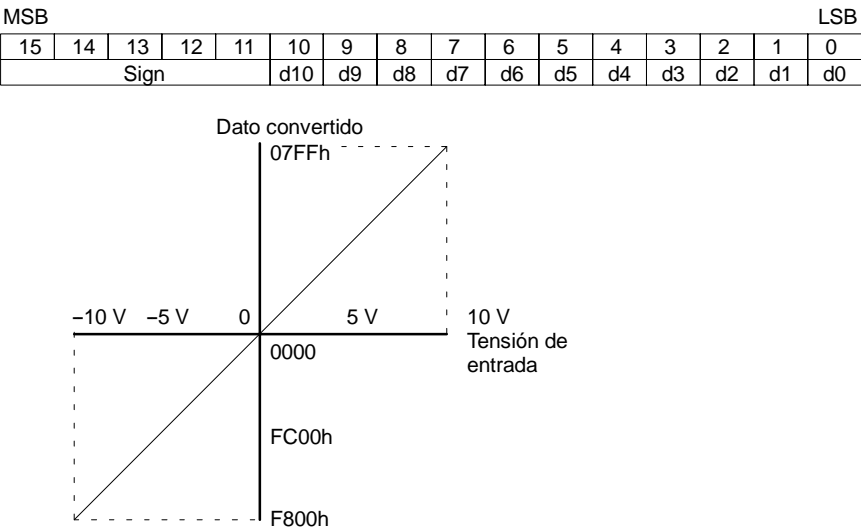 MSB LSB
15 14 13 12 11 10 9 8 7 6 5 4 3 2 1 0
Sign d10 d9 d8 d7 d6 d5 d4 d3 d2 d1 d0
Dato convertido
07FFh
–10 V –5 V 0 5 V 10 V
Tensión de
entrada
0000
FC00h
F800h